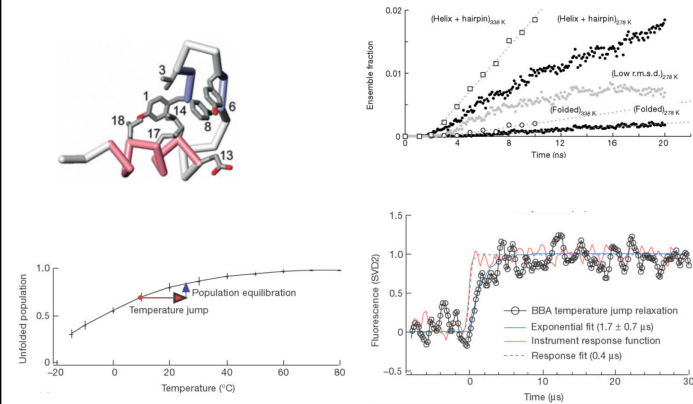 3
1
6
14
18
8
17
13
0.02
(Helix + hairpin)338 K
(Helix + hairpin)278 K
Ensemble fraction
0.01
(Low r.m.s.d.)278 K
(Folded)338 K
(Folded)278 K
0
0 4 8 12 16 20
Time (ns)
1.0
Unfolded population
0.5
0
Population equilibration
Temperature jump
−20 0 20 40 60 80
Temperature (°C)
1.5
Fluorescence (SVD2)
1.0
0.5
0
−0.5
BBA temperature jump relaxation
Exponential fit (1.7 ± 0.7 µs)
Instrument response function
Response fit (0.4 µs)
0 10 20 30
Time (µs)